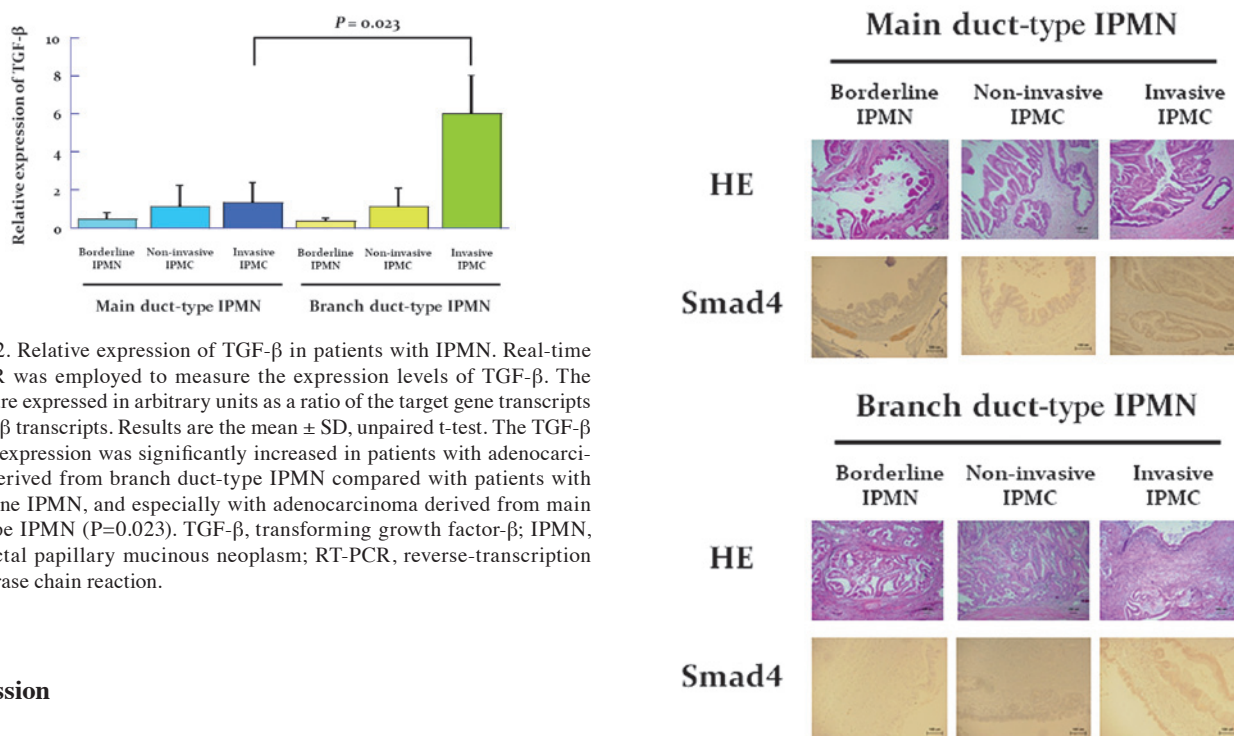 P = 0.023
Relative expression of TGF-β
10
8
6
4
2
0
Borderline IPMN
Non-invasive IPMC
Invasive IPMC
Borderline IPMN
Non-invasive IPMC
Invasive IPMC
Main duct-type IPMN
Branch duct-type IPMN
2. Relative expression of TGF-β in patients with IPMN. Real-time
R was employed to measure the expression levels of TGF-β. The
are expressed in arbitrary units as a ratio of the target gene transcripts
β transcripts. Results are the mean ± SD, unpaired t-test. The TGF-β
expression was significantly increased in patients with adenocarci-
erived from branch duct-type IPMN compared with patients with
ne IPMN, and especially with adenocarcinoma derived from main
pe IPMN (P=0.023). TGF-β, transforming growth factor-β; IPMN,
ctal papillary mucinous neoplasm; RT-PCR, reverse-transcription
rase chain reaction.
ssion
Main duct-type IPMN
Borderline IPMN
Non-invasive IPMC
Invasive IPMC
HE
Smad4
Branch duct-type IPMN
Borderline IPMN
Non-invasive IPMC
Invasive IPMC
HE
Smad4